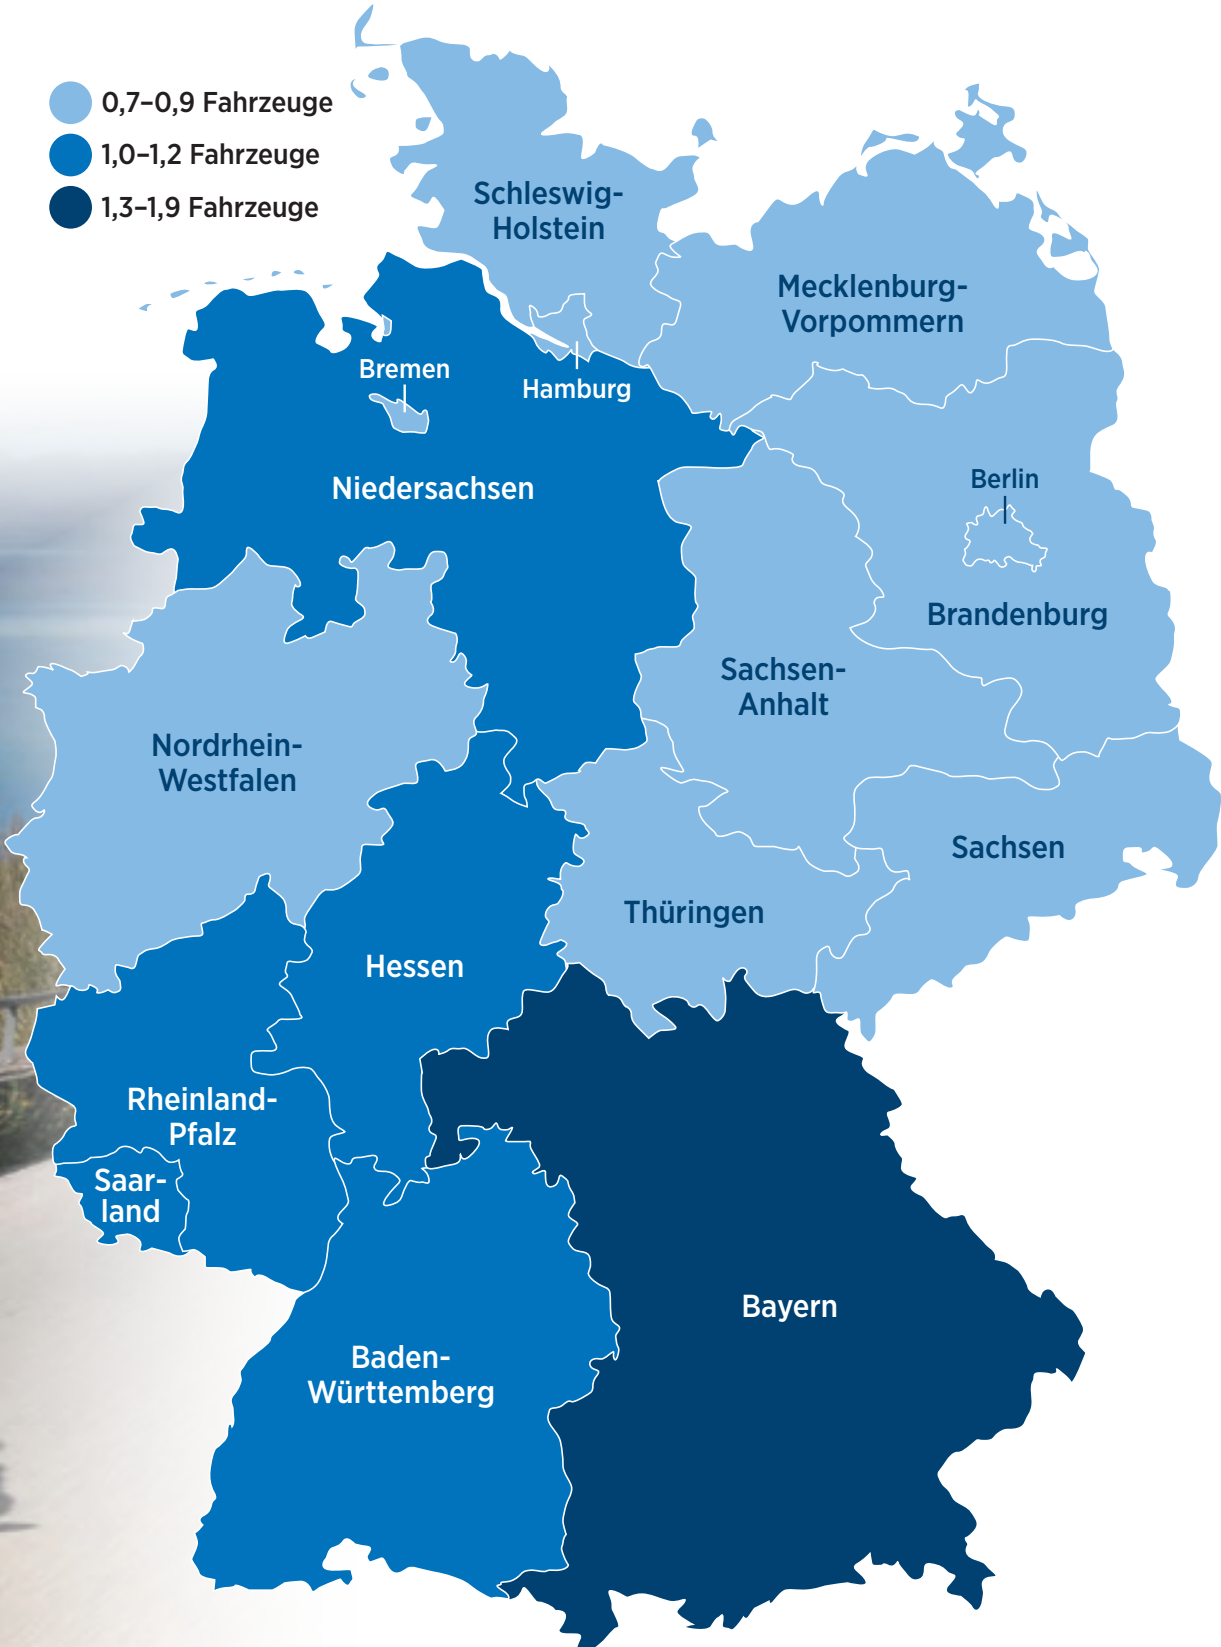 0,7–0,9 Fahrzeuge
1,0–1,2 Fahrzeuge
1,3–1,9 Fahrzeuge
Schleswig-
Holstein
Mecklenburg-
Vorpommern
Bremen
Hamburg
Niedersachsen
Berlin
Brandenburg
Sachsen-
Anhalt
Nordrhein-
Westfalen
Sachsen
Thüringen
Hessen
Rheinland-
Pfalz
Saar-
land
Bayern
Baden-
Württemberg